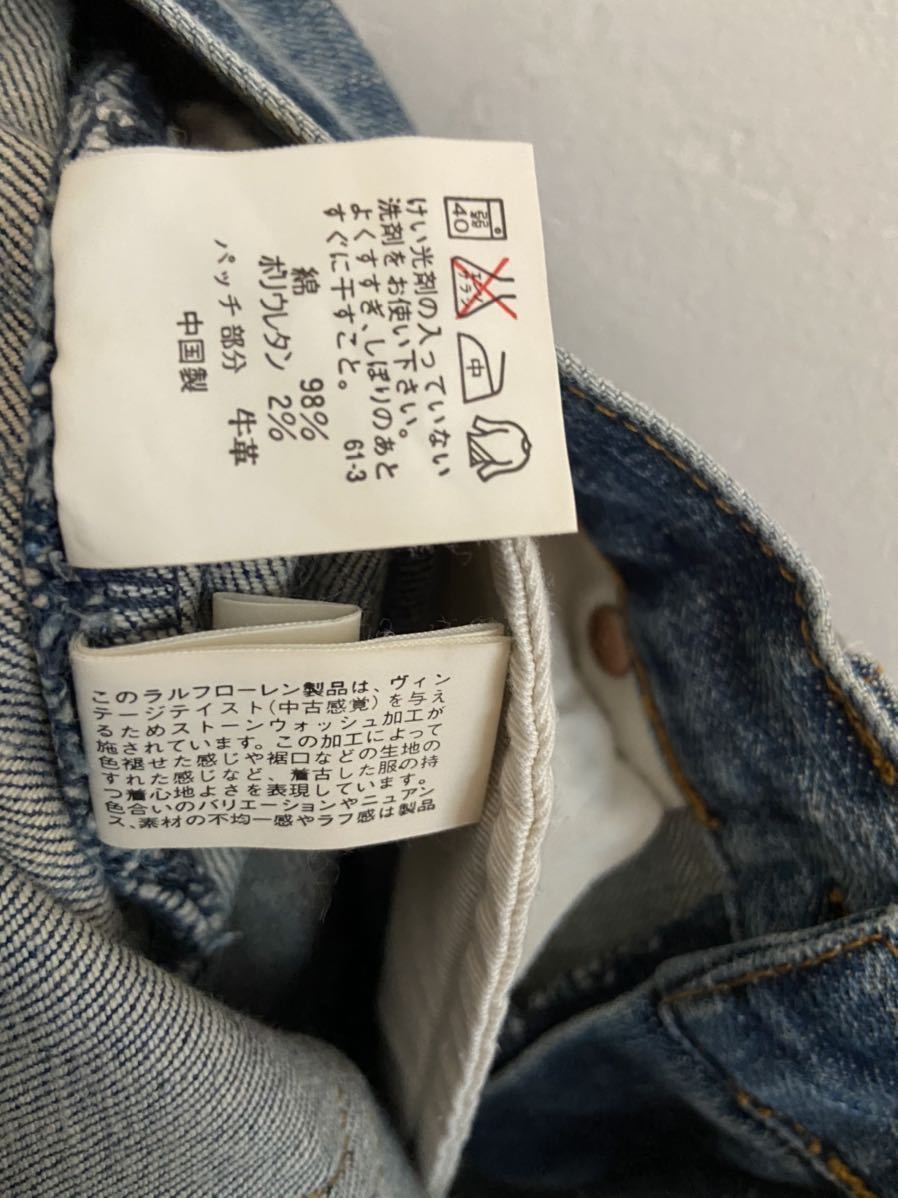 弱
40
エンソ
サラシ
中
けい光剤の入っていない
洗剤をお使い下さい。
よくすすぎ、しぼりのあと
すぐに干すこと。
61-3
綿 98%
ポリウレタン 2%
パッチ部分 牛革
中国製
このラルフローレン製品は、ヴィン
テージテイスト(中古感覚)を与え
るためストーンウォッシュ加工が
施されています。この加工によって
色褪せた感じや裾口などの生地の
すれた感じなど、着古した服の持
つ着心地よさを表現しています。
色合いのバリエーションやニュアン
ス、素材の不均一感やラフ感は製品